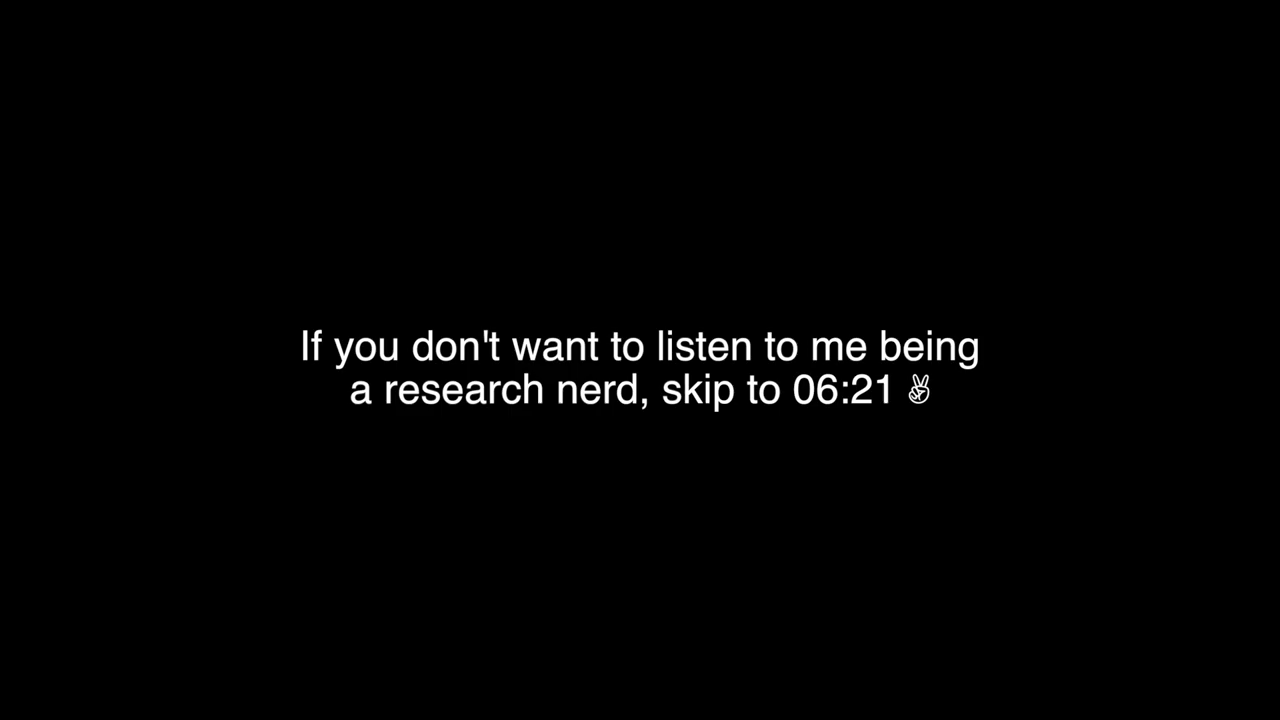 If you don't want to listen to me being
a research nerd, skip to 06:21 ✌